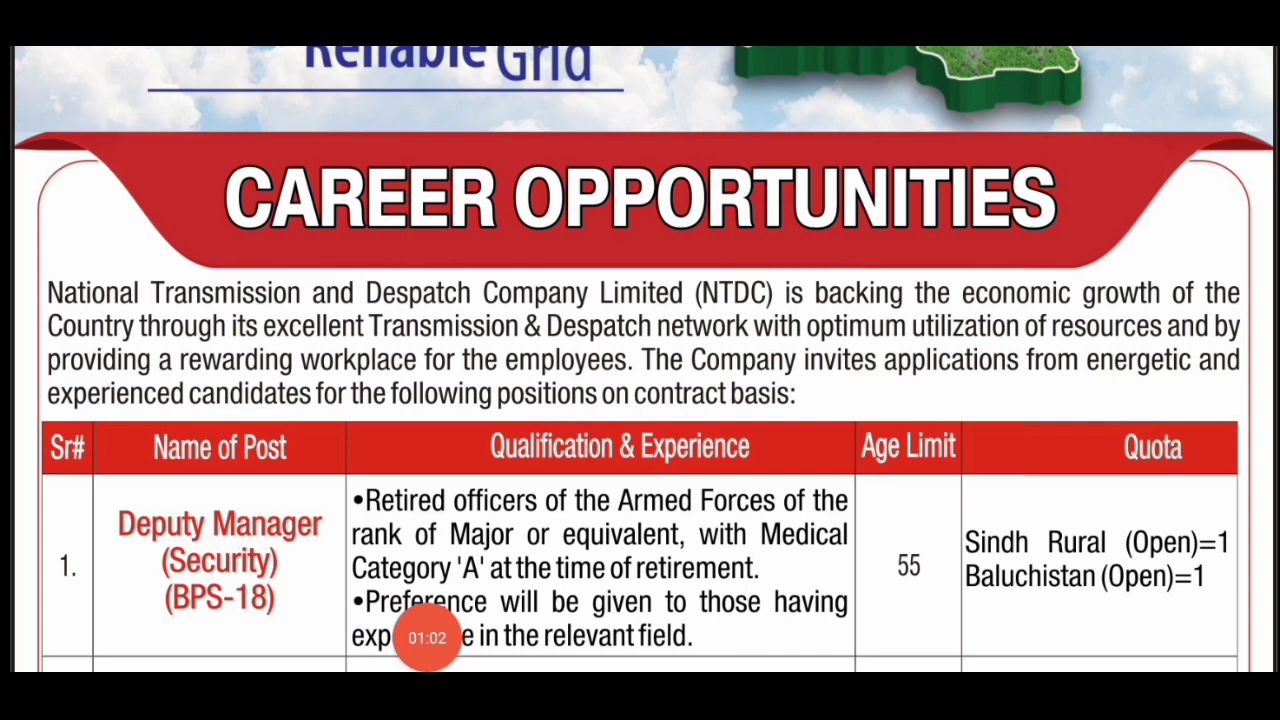 Reliable Grid
CAREER OPPORTUNITIES
National Transmission and Despatch Company Limited (NTDC) is backing the economic growth of the
Country through its excellent Transmission & Despatch network with optimum utilization of resources and by
providing a rewarding workplace for the employees. The Company invites applications from energetic and
experienced candidates for the following positions on contract basis:
Sr# Name of Post Qualification & Experience Age Limit Quota
1.
Deputy Manager
(Security)
(BPS-18)
•Retired officers of the Armed Forces of the
rank of Major or equivalent, with Medical
Category 'A' at the time of retirement.
•Preference will be given to those having
in the relevant field.
55
Sindh Rural (Open)=1
Baluchistan (Open)=1
01:02